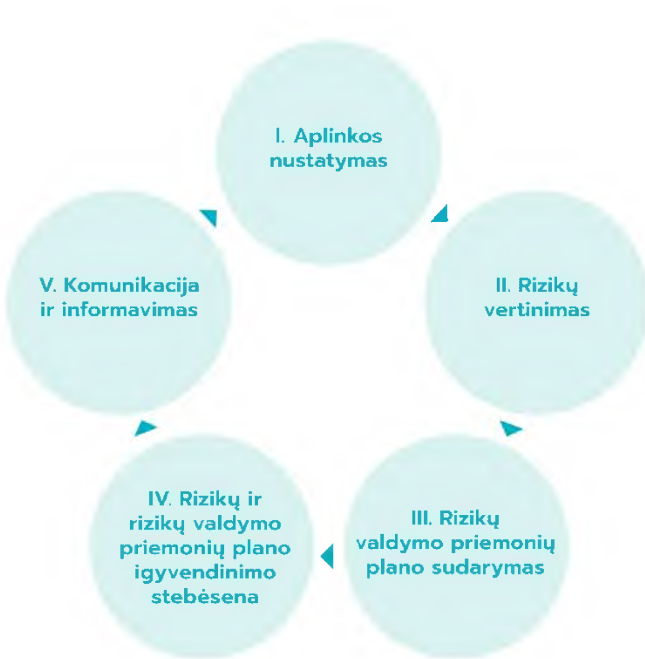 I. Aplinkos
nustatymas
II. Rizikų
vertinimas
III. Rizikų
valdymo priemonių
plano sudarymas
IV. Rizikų ir
rizikų valdymo
priemonių plano
igyvendinimo
stebėsena
V. Komunikacija
ir informavimas